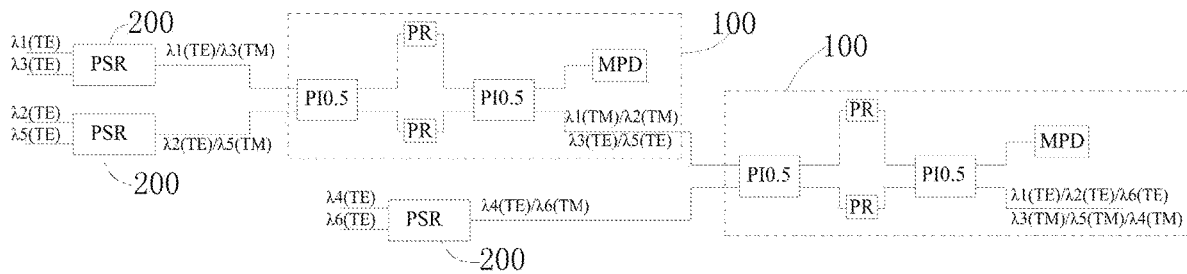 200
λ1(TE)
λ3(TE)
PSR
λ1(TE)/λ3(TM)
λ2(TE)
λ5(TE)
PSR
λ2(TE)/λ5(TM)
200
PI0.5
PR
PR
PI0.5
MPD
100
λ1(TM)/λ2(TM)
λ3(TE)/λ5(TE)
λ4(TE)
λ6(TE)
PSR
λ4(TE)/λ6(TM)
200
100
PI0.5
PR
PR
PI0.5
MPD
λ1(TE)/λ2(TE)/λ6(TE)
λ3(TM)/λ5(TM)/λ4(TM)